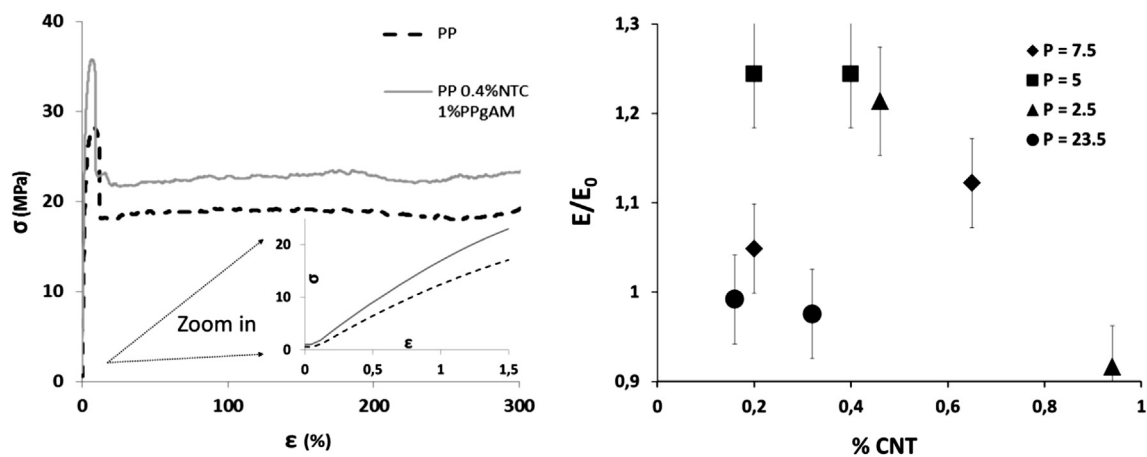 40
30
20
10
0
σ (MPa)
PP
PP 0.4%NTC
1%PPgAM
Zoom in
20
10
0
σ
ε
0
0,5
1
1,5
0
100
200
300
ε (%)
1,3
1,2
1,1
1
0,9
E/E0
P = 7.5
P = 5
P = 2.5
P = 23.5
0
0,2
0,4
0,6
0,8
1
% CNT